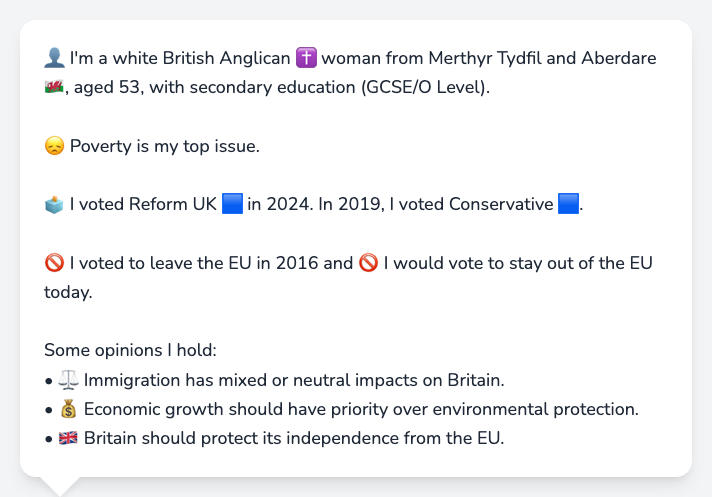 👤 I'm a white British Anglican ✝️ woman from Merthyr Tydfil and Aberdare
🏴󠁧󠁢󠁷󠁬󠁳󠁿, aged 53, with secondary education (GCSE/O Level).
😞 Poverty is my top issue.
🗳️ I voted Reform UK 🟦 in 2024. In 2019, I voted Conservative 🟦.
🚫 I voted to leave the EU in 2016 and 🚫 I would vote to stay out of the EU
today.
Some opinions I hold:
• ⚖️ Immigration has mixed or neutral impacts on Britain.
• 💰 Economic growth should have priority over environmental protection.
• 🇬🇧 Britain should protect its independence from the EU.